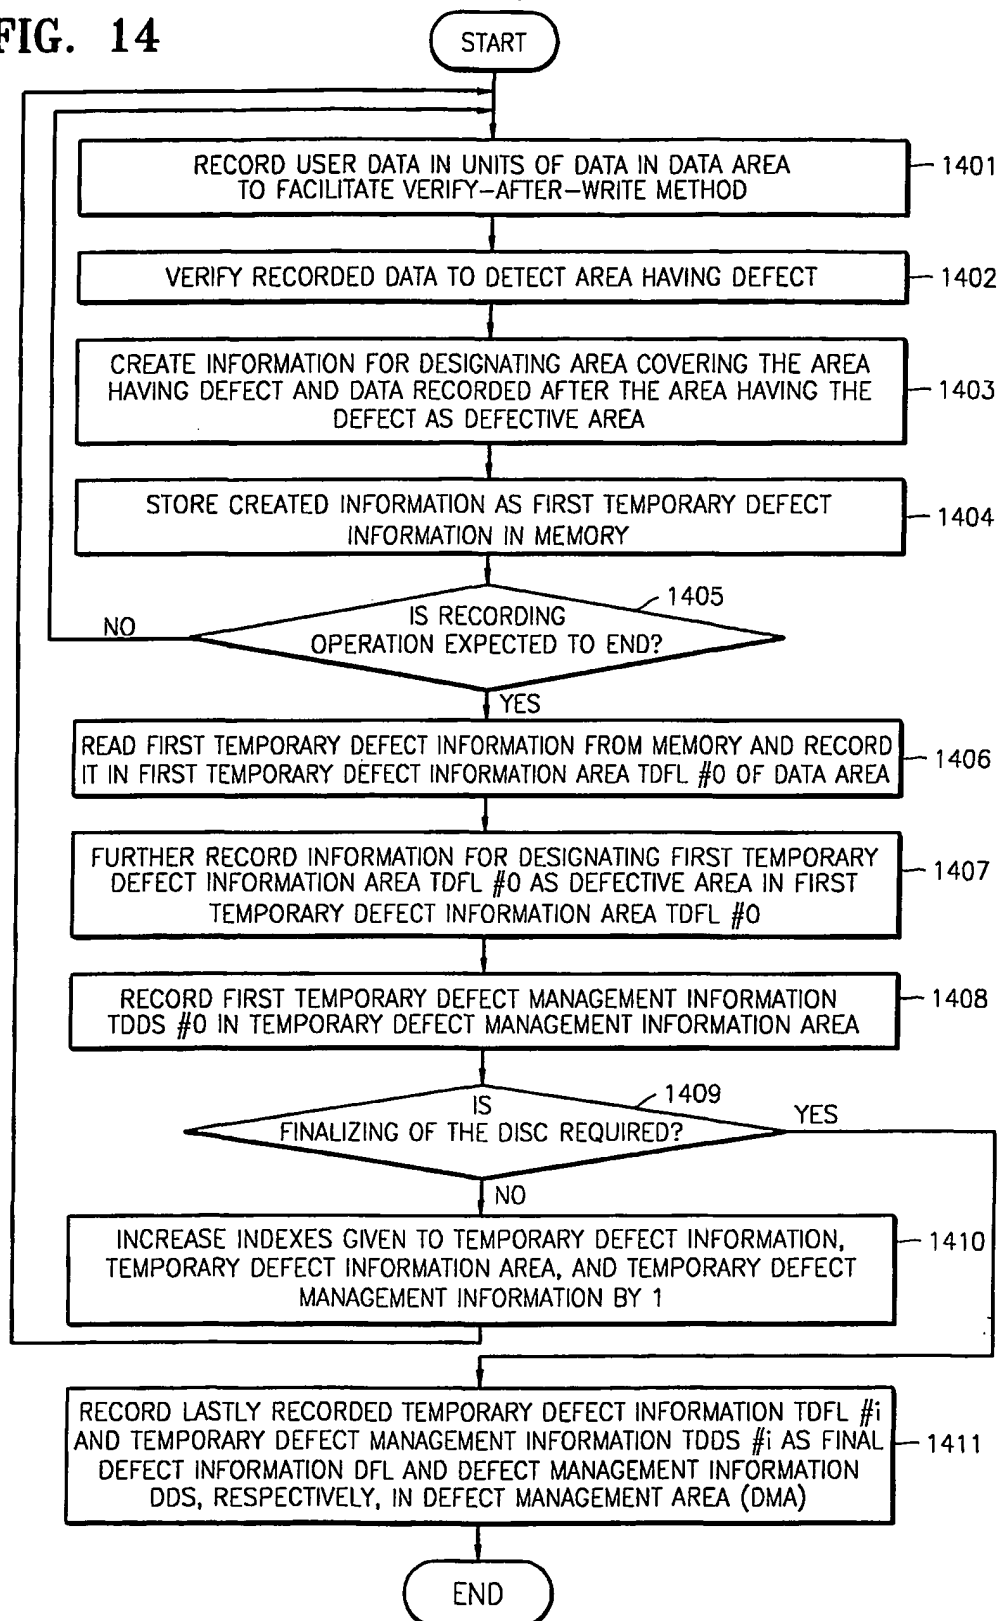 FIG. 14
START
RECORD USER DATA IN UNITS OF DATA IN DATA AREA
TO FACILITATE VERIFY-AFTER-WRITE METHOD
1401
VERIFY RECORDED DATA TO DETECT AREA HAVING DEFECT
1402
CREATE INFORMATION FOR DESIGNATING AREA COVERING THE AREA
HAVING DEFECT AND DATA RECORDED AFTER THE AREA HAVING THE
DEFECT AS DEFECTIVE AREA
1403
STORE CREATED INFORMATION AS FIRST TEMPORARY DEFECT
INFORMATION IN MEMORY
1404
1405
IS RECORDING
OPERATION EXPECTED TO END?
NO
YES
READ FIRST TEMPORARY DEFECT INFORMATION FROM MEMORY AND RECORD
IT IN FIRST TEMPORARY DEFECT INFORMATION AREA TDFL #0 OF DATA AREA
1406
FURTHER RECORD INFORMATION FOR DESIGNATING FIRST TEMPORARY
DEFECT INFORMATION AREA TDFL #0 AS DEFECTIVE AREA IN FIRST
TEMPORARY DEFECT INFORMATION AREA TDFL #0
1407
RECORD FIRST TEMPORARY DEFECT MANAGEMENT INFORMATION
TDDS #0 IN TEMPORARY DEFECT MANAGEMENT INFORMATION AREA
1408
1409
IS
FINALIZING OF THE DISC REQUIRED?
YES
NO
INCREASE INDEXES GIVEN TO TEMPORARY DEFECT INFORMATION,
TEMPORARY DEFECT INFORMATION AREA, AND TEMPORARY DEFECT
MANAGEMENT INFORMATION BY 1
1410
RECORD LASTLY RECORDED TEMPORARY DEFECT INFORMATION TDFL #i
AND TEMPORARY DEFECT MANAGEMENT INFORMATION TDDS #i AS FINAL
DEFECT INFORMATION DFL AND DEFECT MANAGEMENT INFORMATION
DDS, RESPECTIVELY, IN DEFECT MANAGEMENT AREA (DMA)
1411
END